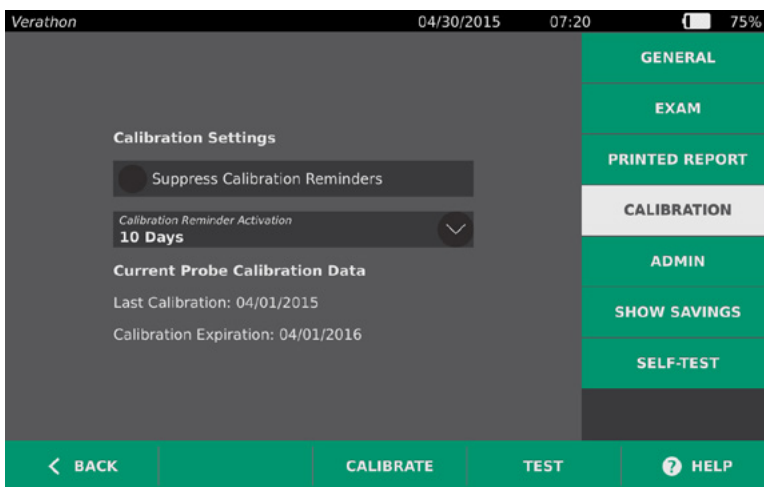 Verathon 04/30/2015 07:20 75%
GENERAL
EXAM
Calibration Settings
PRINTED REPORT
Suppress Calibration Reminders
CALIBRATION
Calibration Reminder Activation
10 Days
ADMIN
Current Probe Calibration Data
Last Calibration: 04/01/2015
SHOW SAVINGS
Calibration Expiration: 04/01/2016
SELF-TEST
BACK CALIBRATE TEST ? HELP